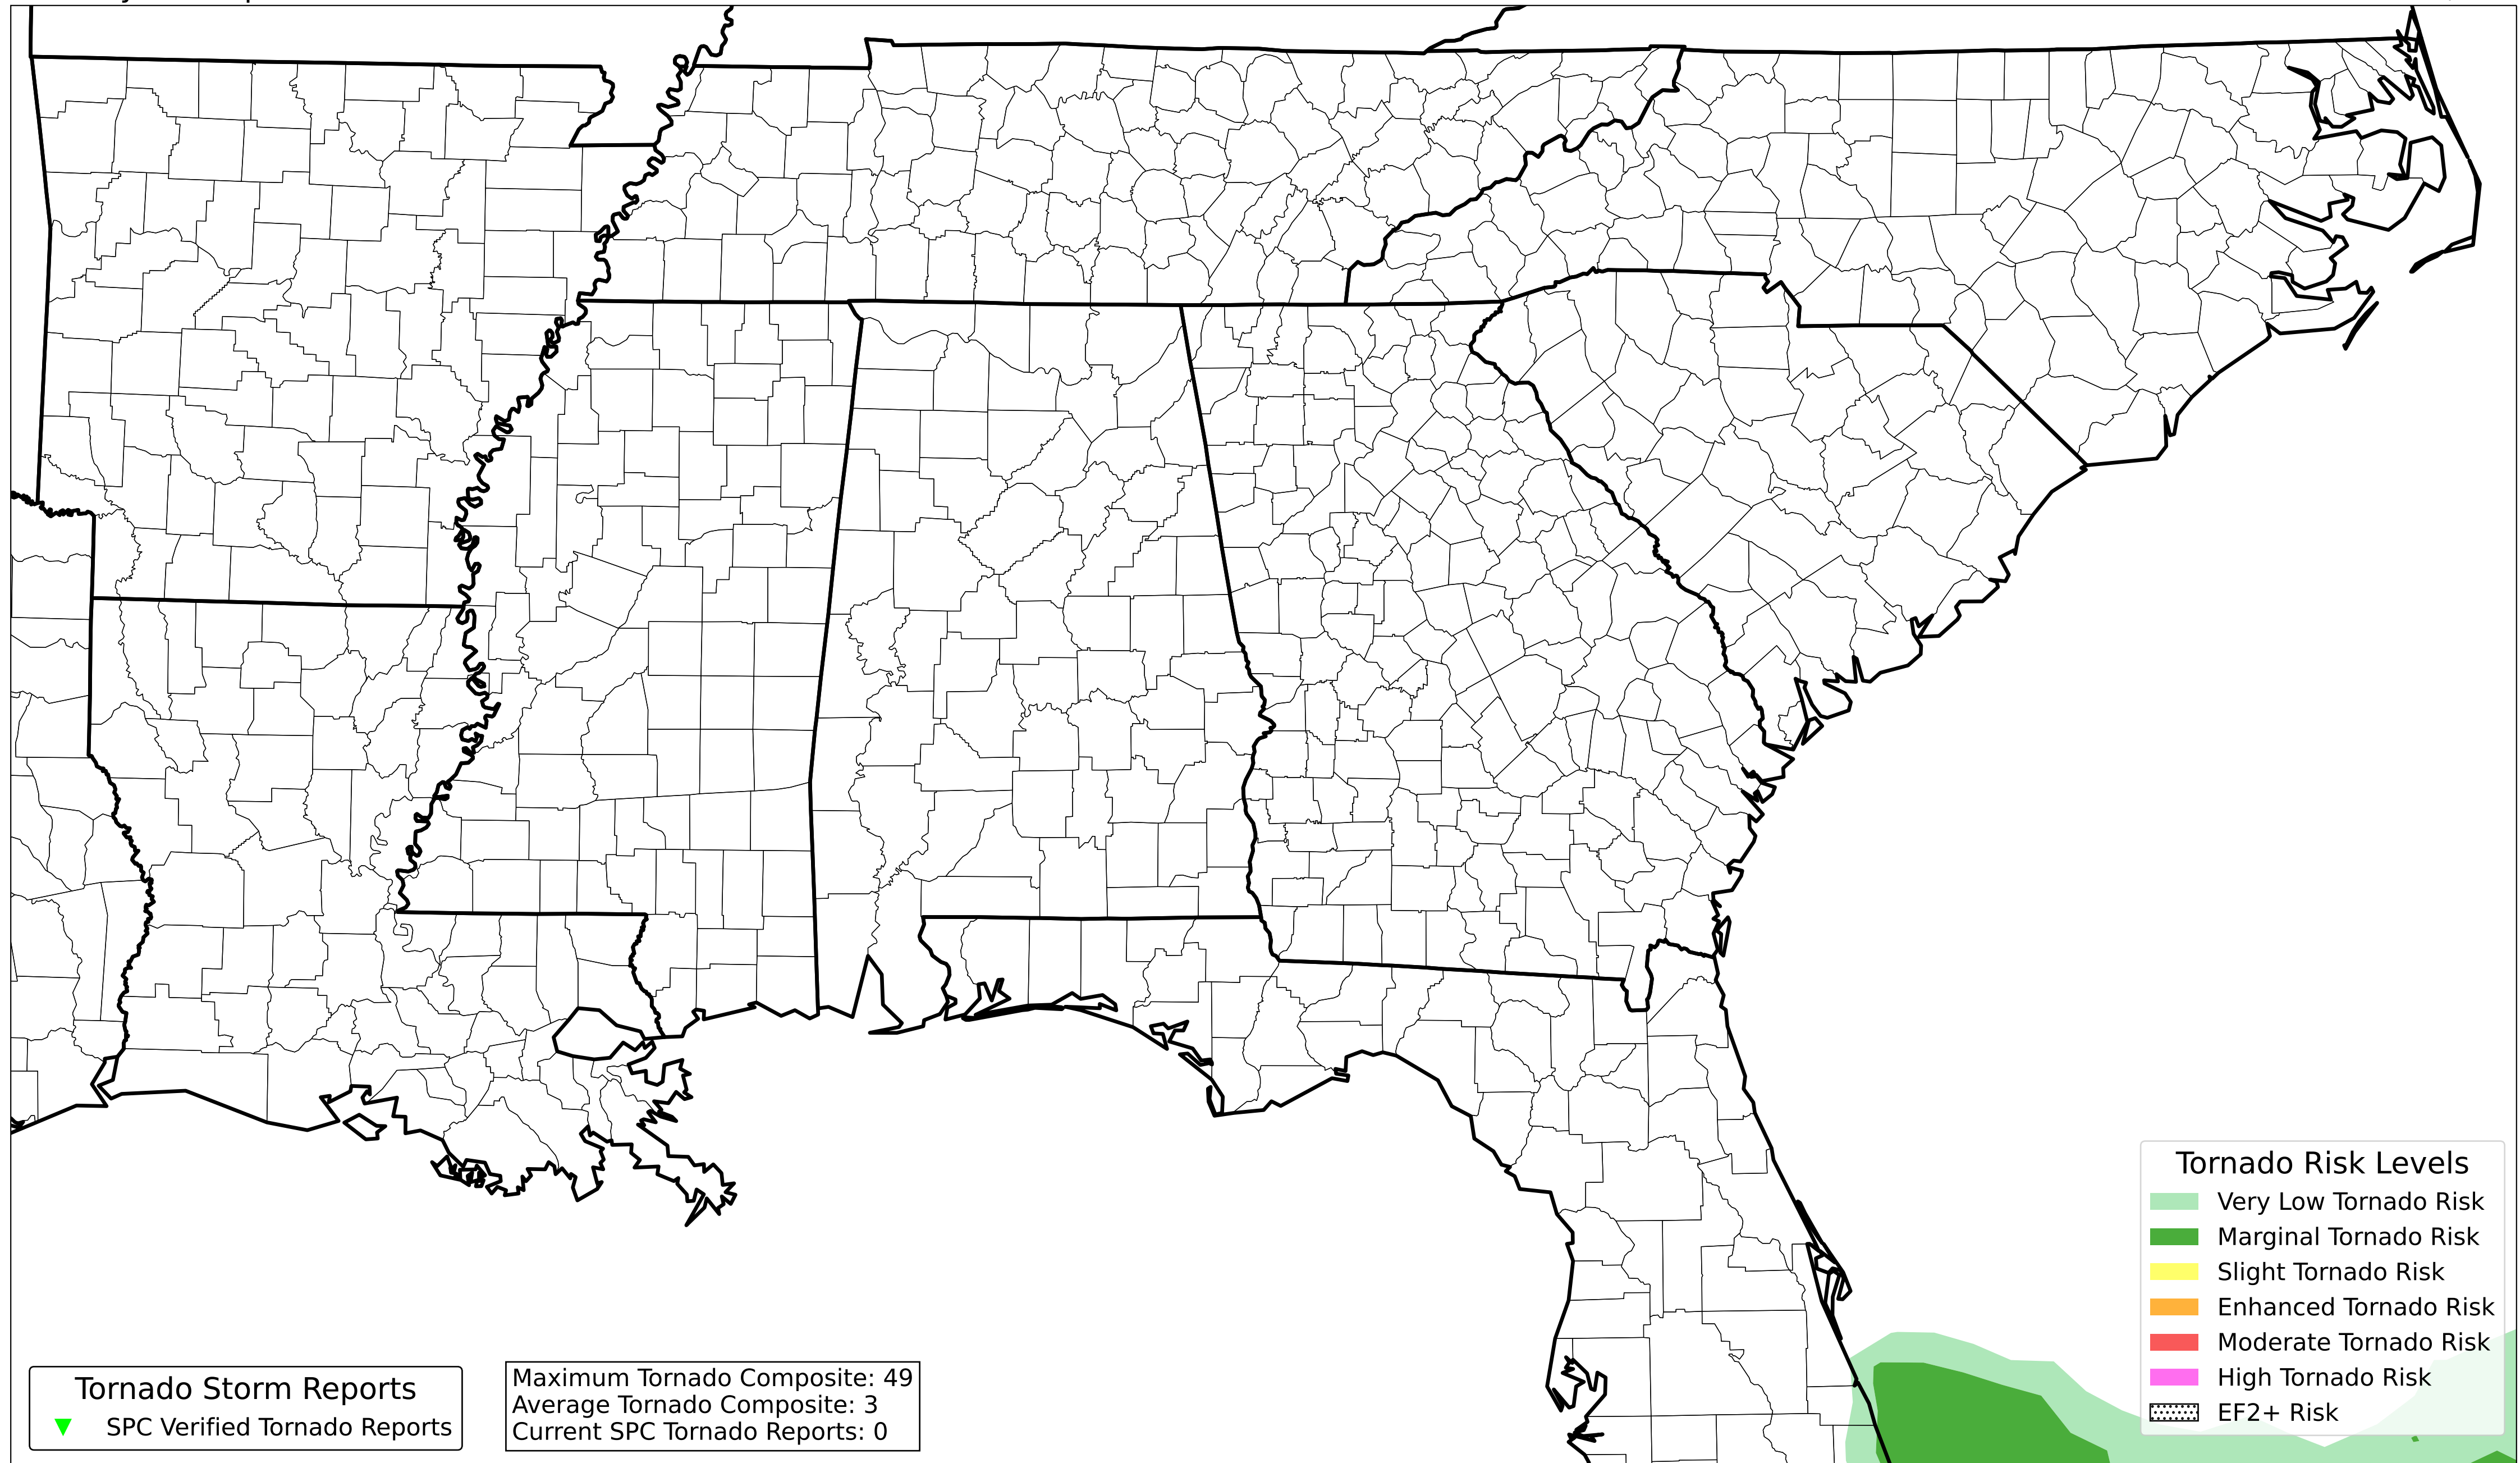 Tornado Risk Levels
Very Low Tornado Risk
Marginal Tornado Risk
Slight Tornado Risk
Enhanced Tornado Risk
Moderate Tornado Risk
High Tornado Risk
EF2+ Risk
Tornado Storm Reports
SPC Verified Tornado Reports
Maximum Tornado Composite: 49
Average Tornado Composite: 3
Current SPC Tornado Reports: 0